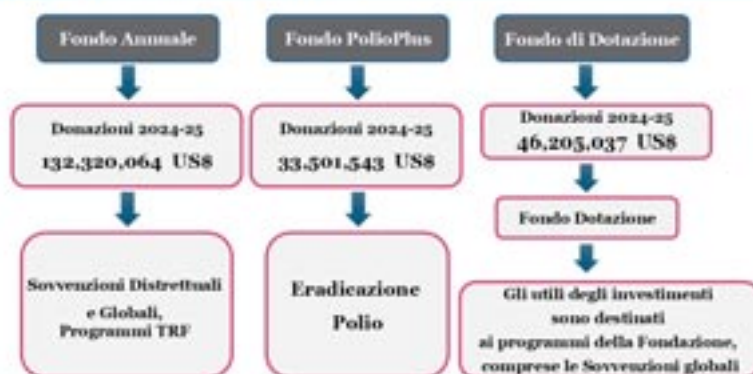 Fondo Annuale
Donazioni 2024-25
132,320,064 US$
Sovvenzioni Distrettuali
e Globali,
Programmi TRF
Fondo PolioPlus
Donazioni 2024-25
33,501,543 US$
Eradicazione
Polio
Fondo di Dotazione
Donazioni 2024-25
46,205,037 US$
Fondo Dotazione
Gli utili degli investimenti
sono destinati
ai programmi della Fondazione,
comprese le Sovvenzioni globali